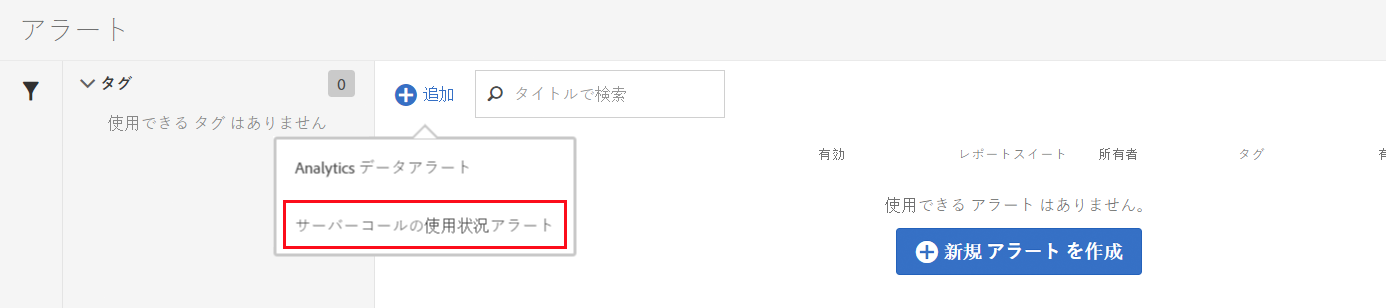 アラート
タグ 0
使用できる タグ はありません
追加
タイトルで検索
Analytics データアラート
サーバーコールの使用状況アラート
有効 レポートスイート 所有者 タグ
使用できる アラート はありません。
新規 アラート を作成